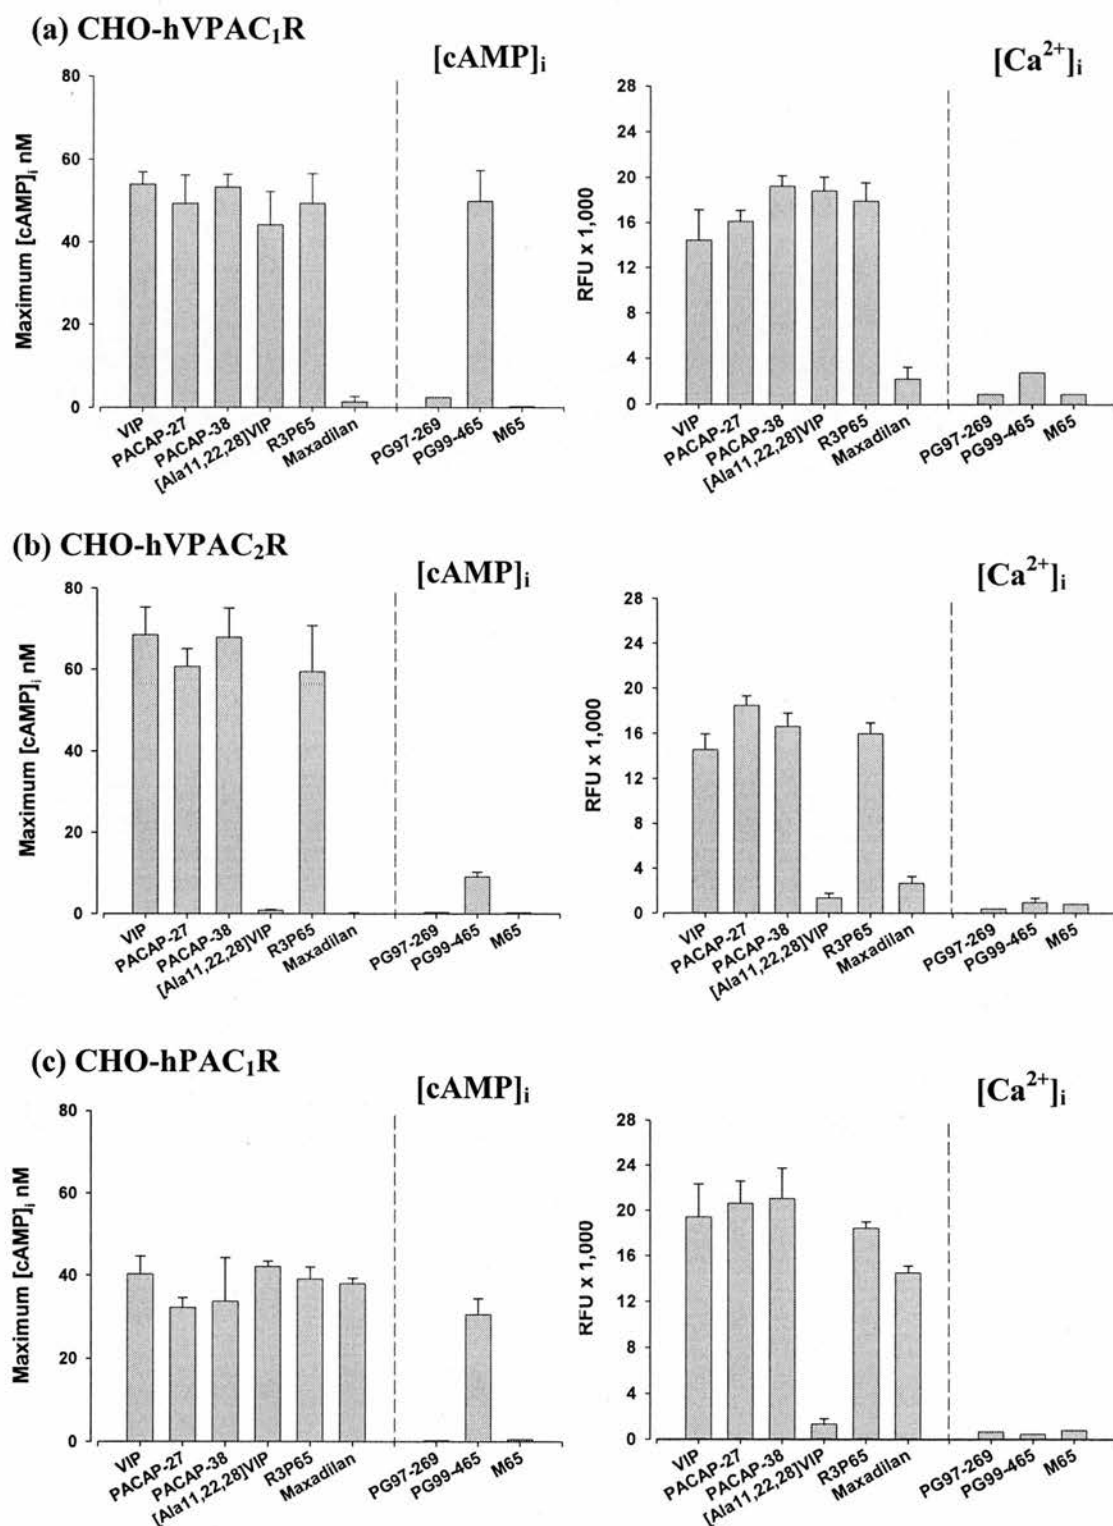 (a) CHO-hVPAC₁R
[cAMP]ᵢ
[Ca²⁺]ᵢ
Maximum [cAMP]ᵢ nM
80
60
40
20
0
VIP
PACAP-27
PACAP-38
[Ala11,22,28]VIP
R3P65
Maxadilan
PG97-269
PG99-465
M65
RFU x 1,000
28
24
20
16
12
8
4
0
VIP
PACAP-27
PACAP-38
[Ala11,22,28]VIP
R3P65
Maxadilan
PG97-269
PG99-465
M65
(b) CHO-hVPAC₂R
[cAMP]ᵢ
[Ca²⁺]ᵢ
Maximum [cAMP]ᵢ nM
80
60
40
20
0
VIP
PACAP-27
PACAP-38
[Ala11,22,28]VIP
R3P65
Maxadilan
PG97-269
PG99-465
M65
RFU x 1,000
28
24
20
16
12
8
4
0
VIP
PACAP-27
PACAP-38
[Ala11,22,28]VIP
R3P65
Maxadilan
PG97-269
PG99-465
M65
(c) CHO-hPAC₁R
[cAMP]ᵢ
[Ca²⁺]ᵢ
Maximum [cAMP]ᵢ nM
80
60
40
20
0
VIP
PACAP-27
PACAP-38
[Ala11,22,28]VIP
R3P65
Maxadilan
PG97-269
PG99-465
M65
RFU x 1,000
28
24
20
16
12
8
4
0
VIP
PACAP-27
PACAP-38
[Ala11,22,28]VIP
R3P65
Maxadilan
PG97-269
PG99-465
M65